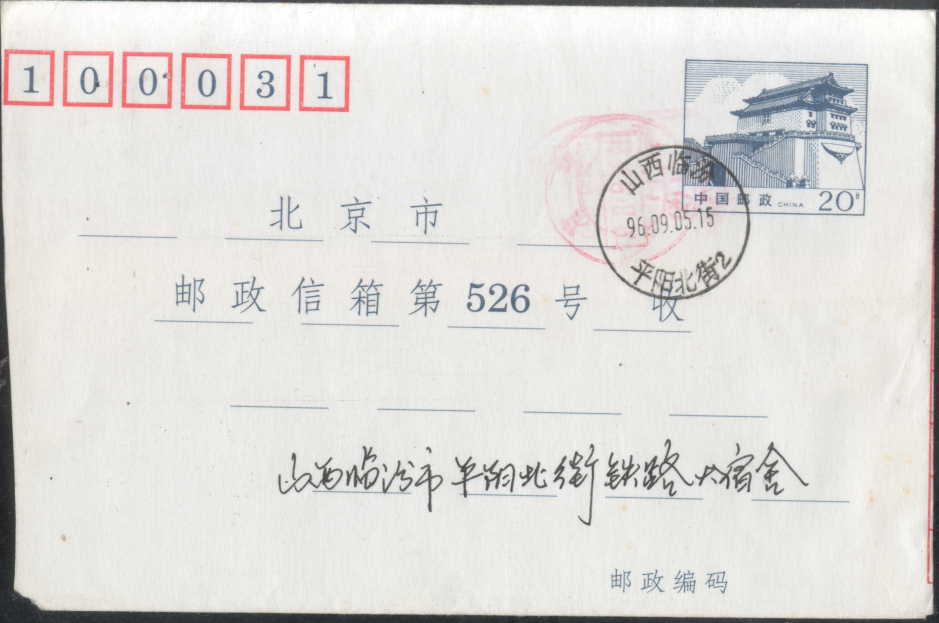 100031
中国邮政 CHINA 20分
山西临汾
96.09.05.15
平阳北街2
北京市
邮政信箱第526号 收
山西临汾市平阳北街铁路大宿舍
邮政编码